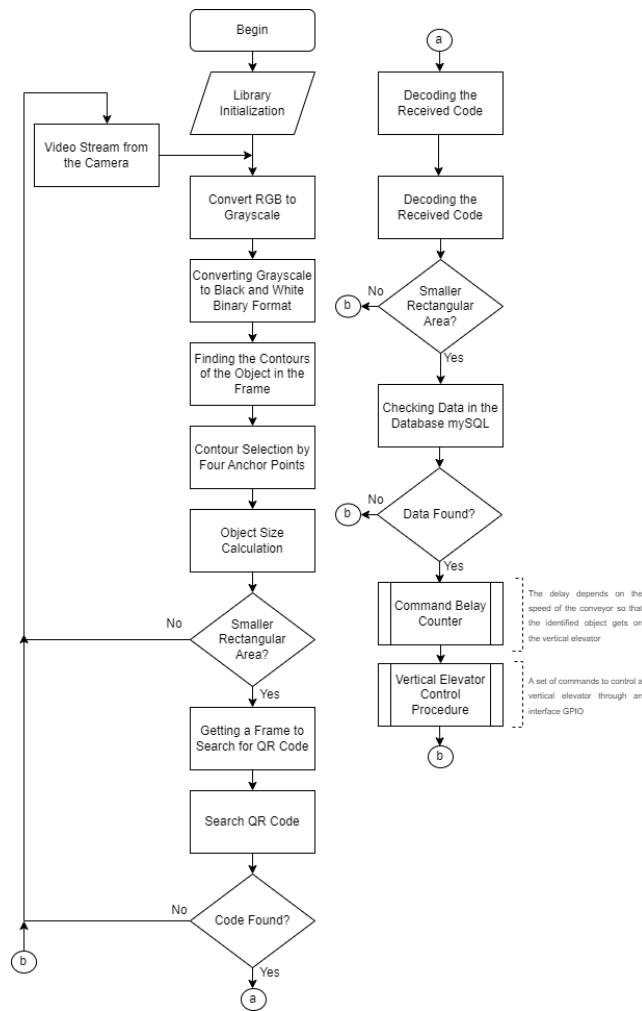 Begin
Library
Initialization
Video Stream from
the Camera
Convert RGB to
Grayscale
Converting Grayscale
to Black and White
Binary Format
Finding the Contours
of the Object in the
Frame
Contour Selection by
Four Anchor Points
Object Size
Calculation
No
Smaller
Rectangular
Area?
Yes
Getting a Frame to
Search for QR Code
Search QR Code
No
Code Found?
b
Yes
a
a
Decoding the
Received Code
Decoding the
Received Code
No
b
Smaller
Rectangular
Area?
Yes
Checking Data in the
Database mySQL
No
b
Data Found?
Yes
Command Belay
Counter
The delay depends on the
speed of the conveyor so that
the identified object gets on
the vertical elevator
Vertical Elevator
Control
Procedure
A set of commands to control a
vertical elevator through an
interface GPIO
b